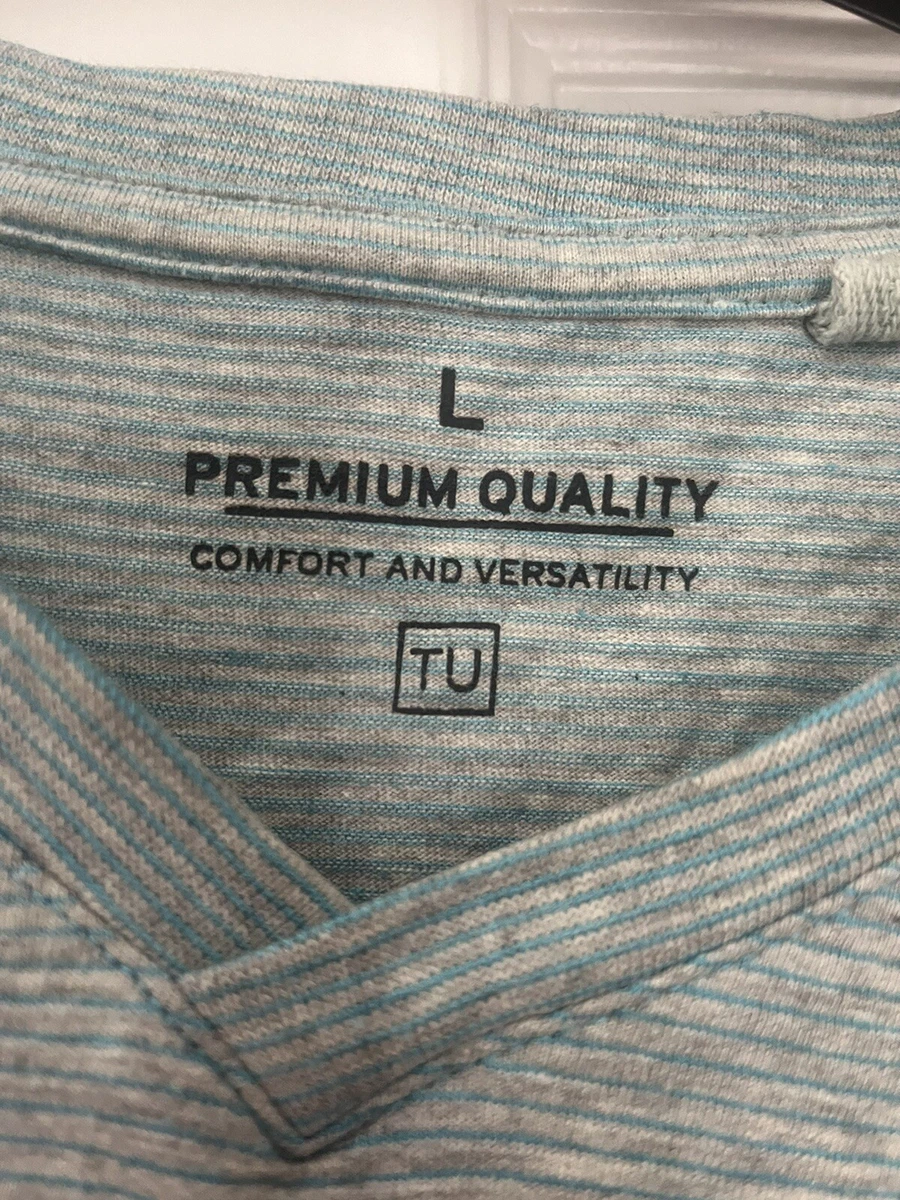 L
PREMIUM QUALITY
COMFORT AND VERSATILITY
TU